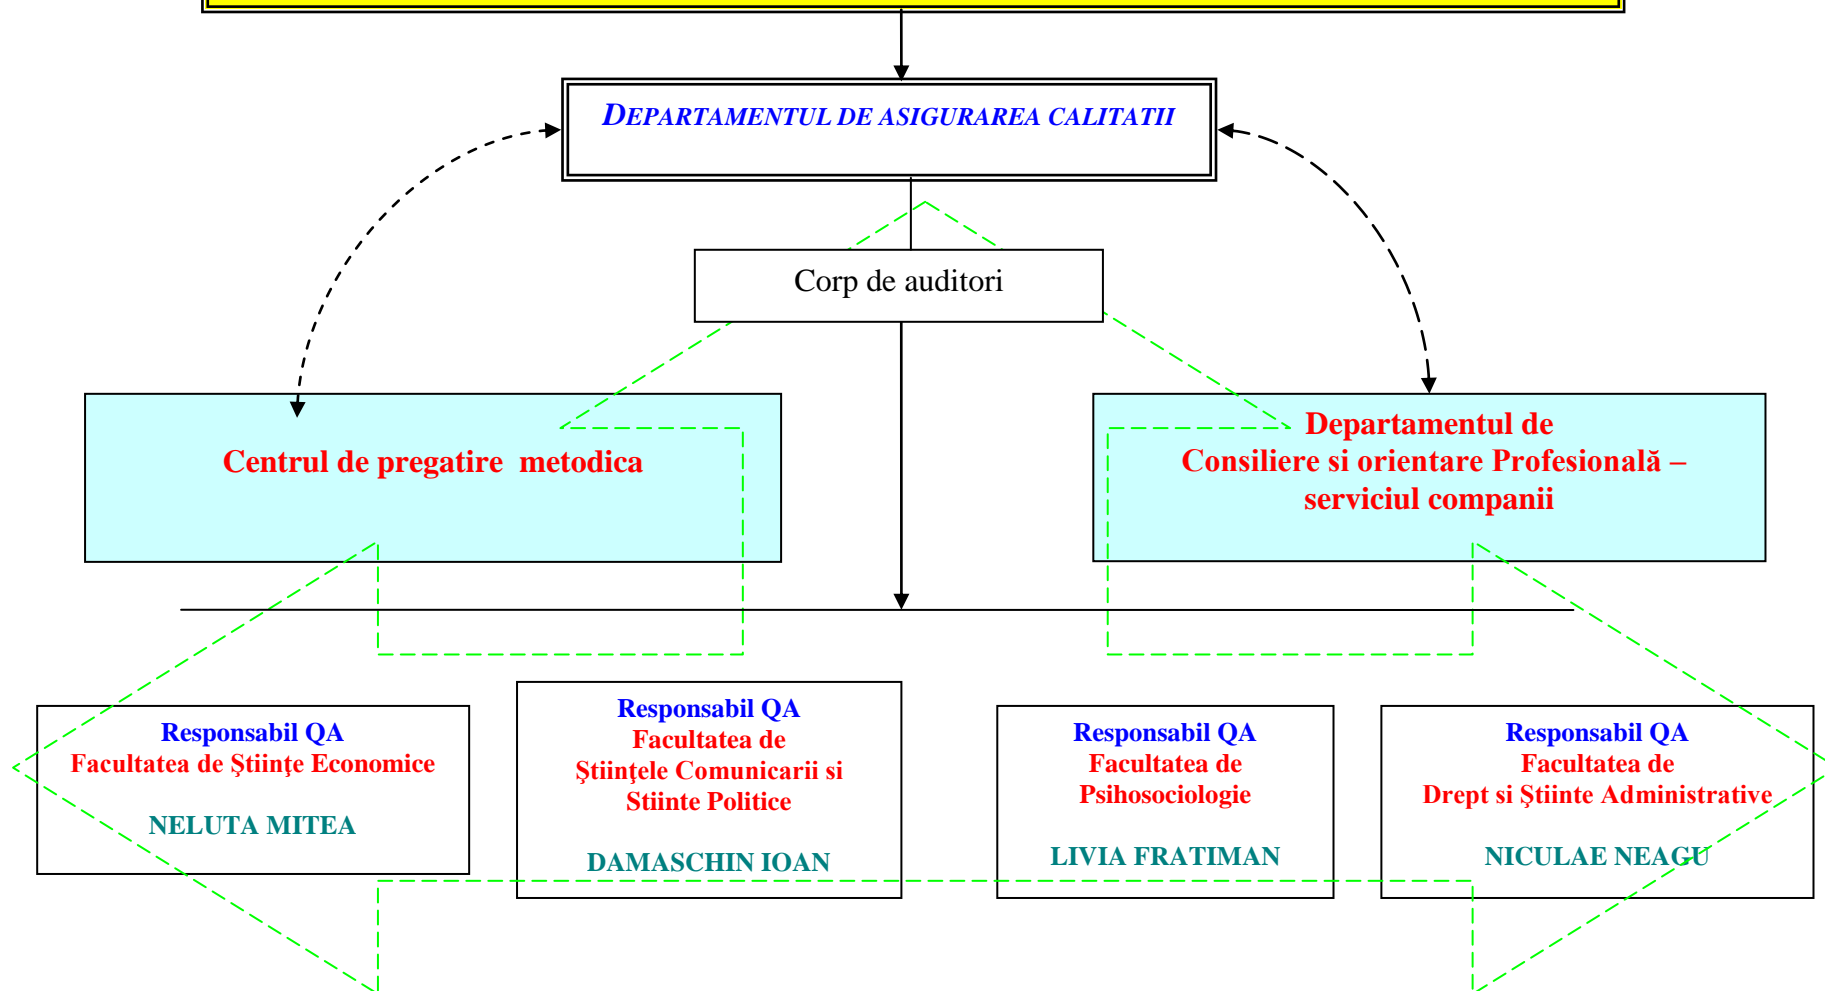 DEPARTAMENTUL DE ASIGURAREA CALITATII
Corp de auditori
Centrul de pregatire metodica
Departamentul de
Consiliere si orientare Profesională –
serviciul companii
Responsabil QA
Facultatea de Ştiinţe Economice
NELUTA MITEA
Responsabil QA
Facultatea de
Ştiinţele Comunicarii si
Stiinte Politice
DAMASCHIN IOAN
Responsabil QA
Facultatea de
Psihosociologie
LIVIA FRATIMAN
Responsabil QA
Facultatea de
Drept si Ştiinte Administrative
NICULAE NEAGU